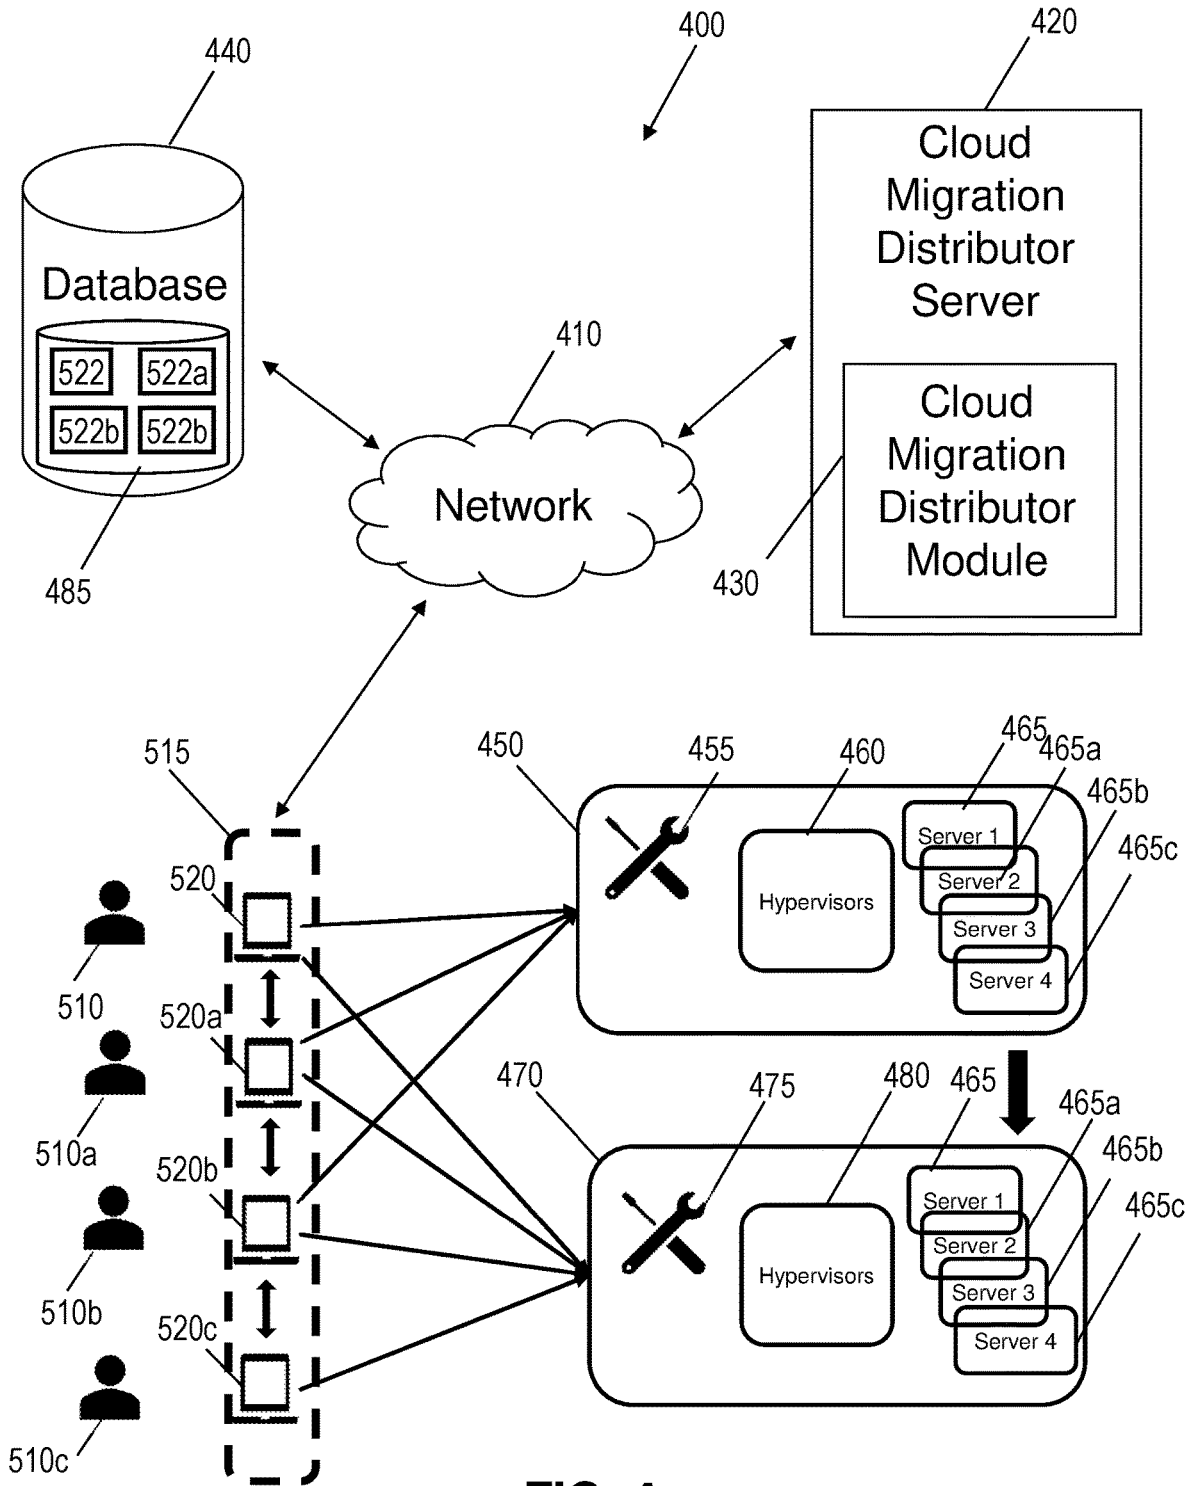 400
420
440
Cloud
Migration
Distributor
Server
Database
410
522
522a
522b
522b
Cloud
Migration
Distributor
Module
Network
485
430
515
450
455
460
465
465a
465b
465c
520
Server 1
Server 2
Server 3
Server 4
Hypervisors
510
520a
470
475
480
465
465a
465b
465c
510a
520b
Server 1
Server 2
Server 3
Server 4
Hypervisors
510b
520c
510c